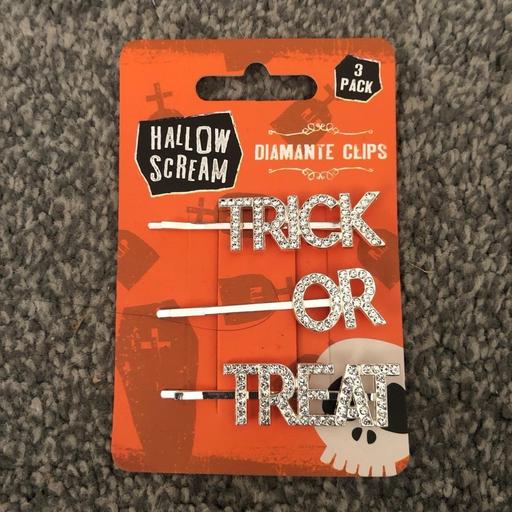 3
PACK
HALLOW
SCREAM
DIAMANTE CLIPS
TRICK
OR
TREAT
R.I.P
R.I.P